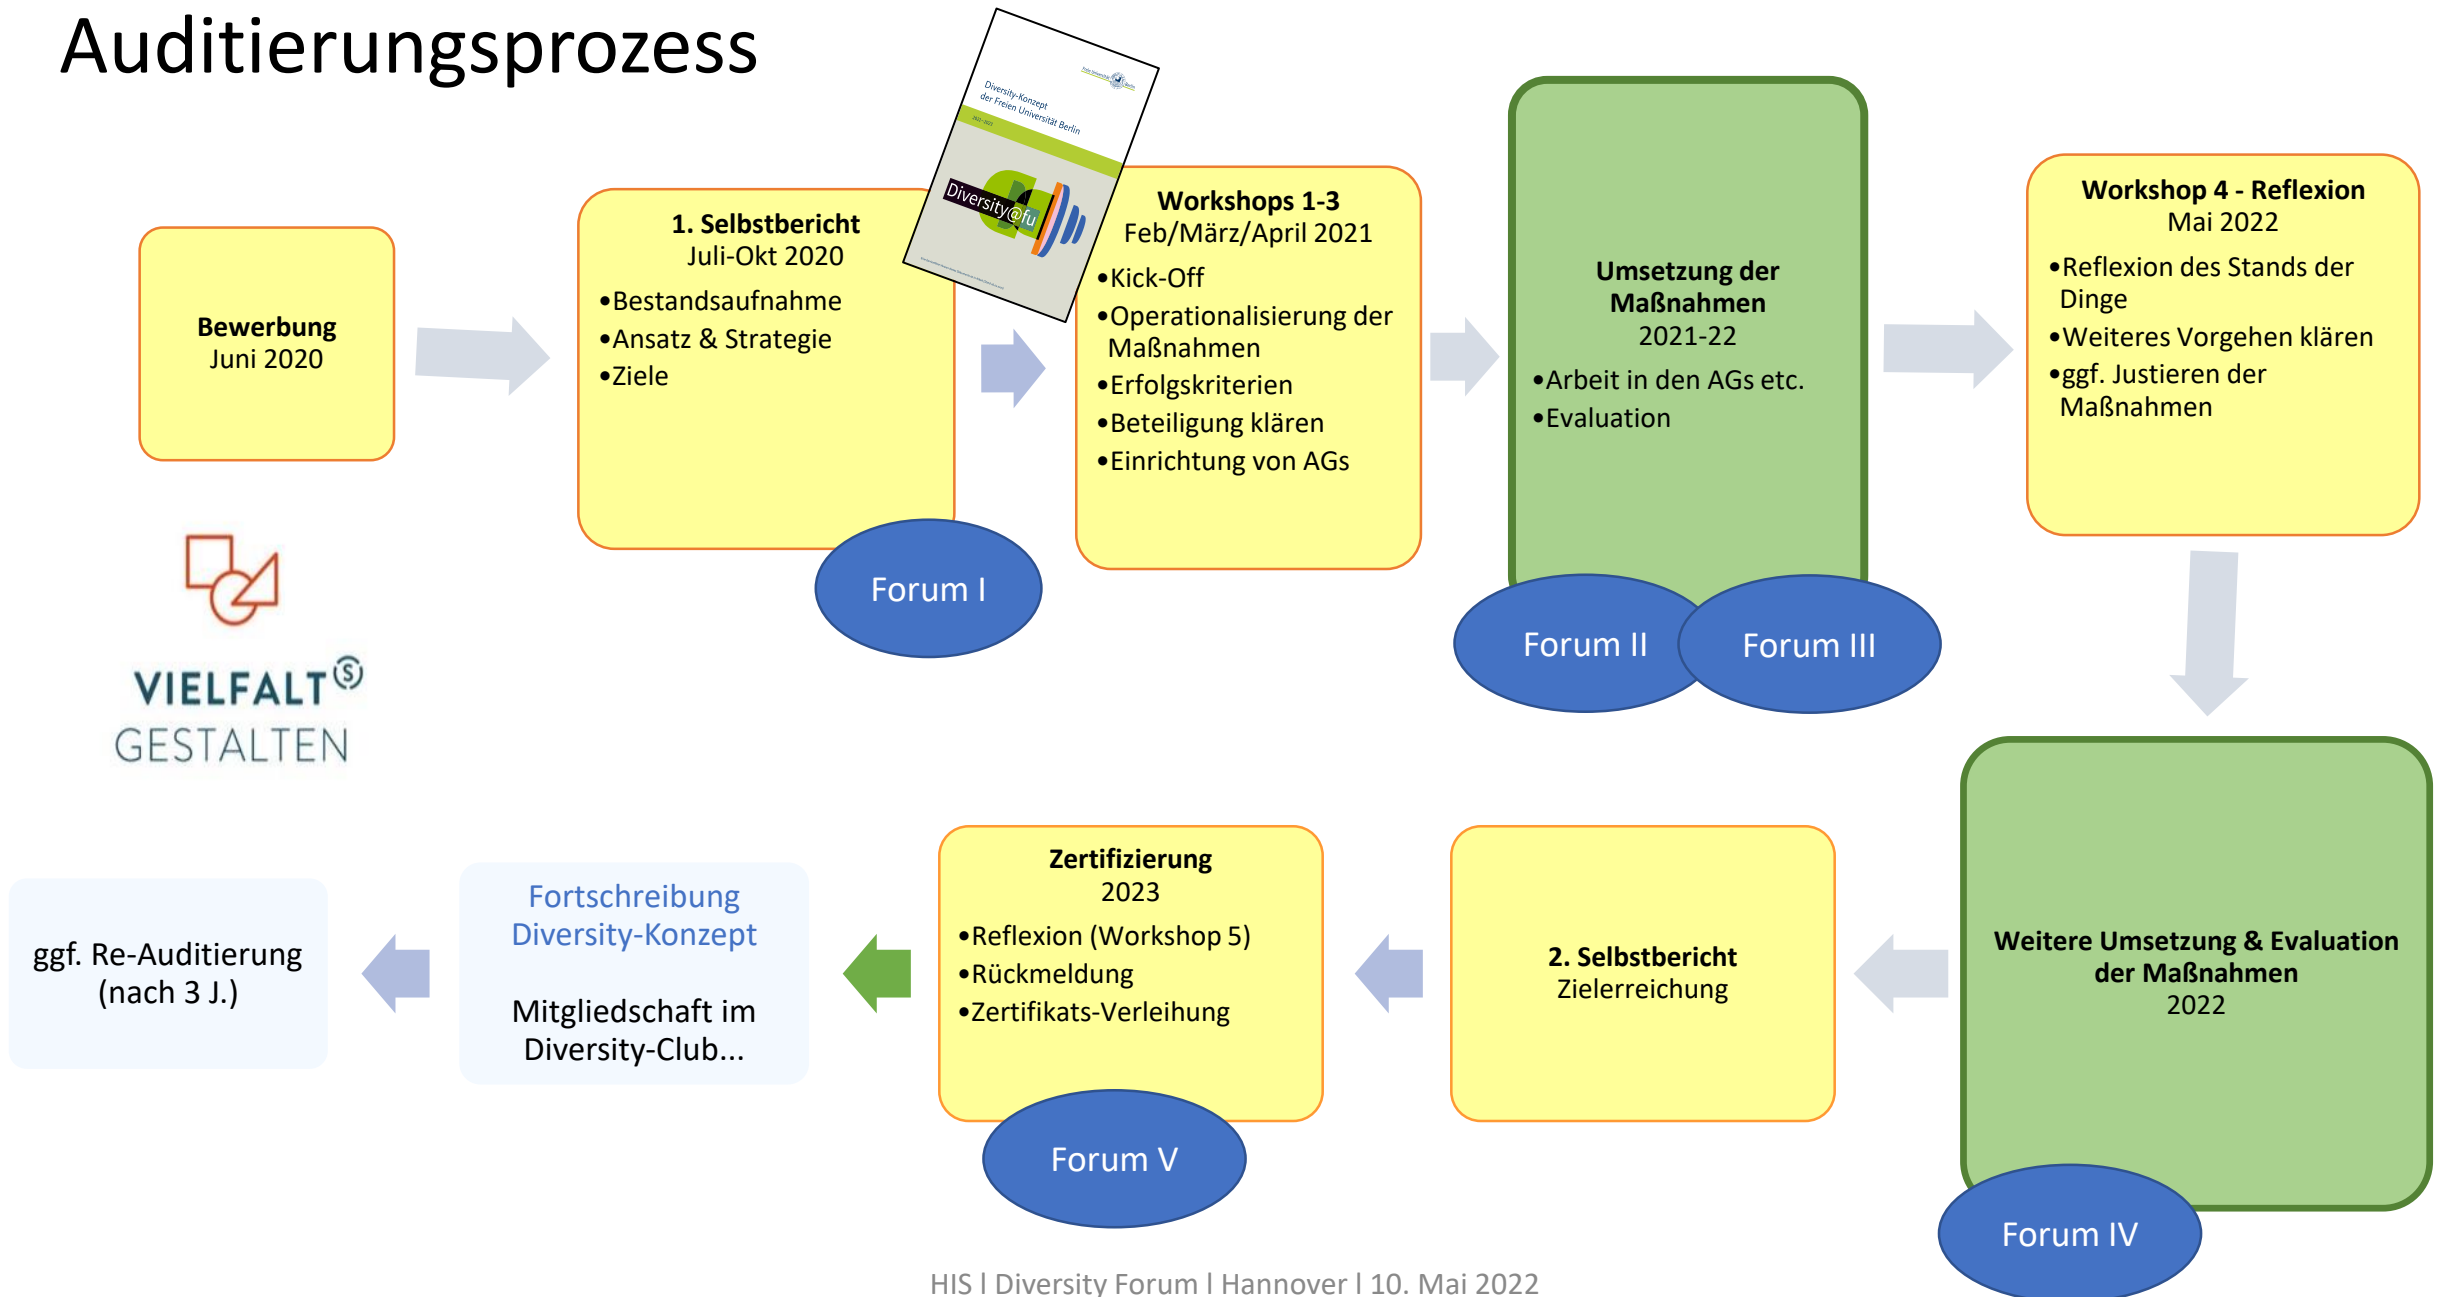 Auditierungsprozess
Diversity-Konzept
der Freien Universität Berlin
Diversity@fu
Bewerbung
Juni 2020
1. Selbstbericht
Juli-Okt 2020
•Bestandsaufnahme
•Ansatz & Strategie
•Ziele
Forum I
Workshops 1-3
Feb/März/April 2021
•Kick-Off
•Operationalisierung der
Maßnahmen
•Erfolgskriterien
•Beteiligung klären
•Einrichtung von AGs
Umsetzung der
Maßnahmen
2021-22
•Arbeit in den AGs etc.
•Evaluation
Forum II
Forum III
Workshop 4 - Reflexion
Mai 2022
•Reflexion des Stands der
Dinge
•Weiteres Vorgehen klären
•ggf. Justieren der
Maßnahmen
VIELFALT Ⓢ
GESTALTEN
Weitere Umsetzung & Evaluation
der Maßnahmen
2022
Forum IV
2. Selbstbericht
Zielerreichung
Zertifizierung
2023
•Reflexion (Workshop 5)
•Rückmeldung
•Zertifikats-Verleihung
Forum V
Fortschreibung
Diversity-Konzept
Mitgliedschaft im
Diversity-Club...
ggf. Re-Auditierung
(nach 3 J.)
HIS l Diversity Forum l Hannover l 10. Mai 2022